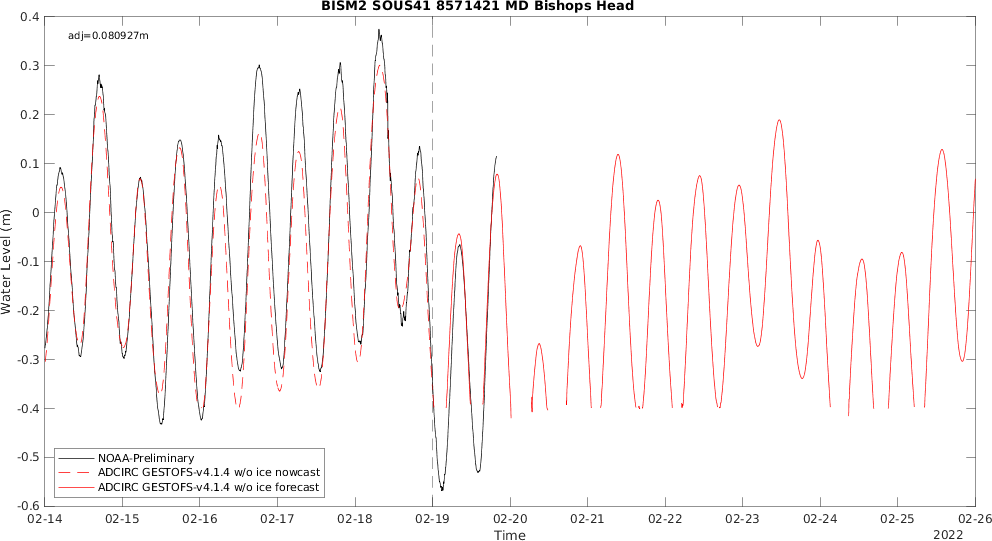 BISM2 SOUS41 8571421 MD Bishops Head
adj=0.080927m
0.4
0.3
0.2
0.1
0
-0.1
-0.2
-0.3
-0.4
-0.5
-0.6
Water Level (m)
NOAA-Preliminary
ADCIRC GESTOFS-v4.1.4 w/o ice nowcast
ADCIRC GESTOFS-v4.1.4 w/o ice forecast
02-14 02-15 02-16 02-17 02-18 02-19 02-20 02-21 02-22 02-23 02-24 02-25 02-26
Time
2022